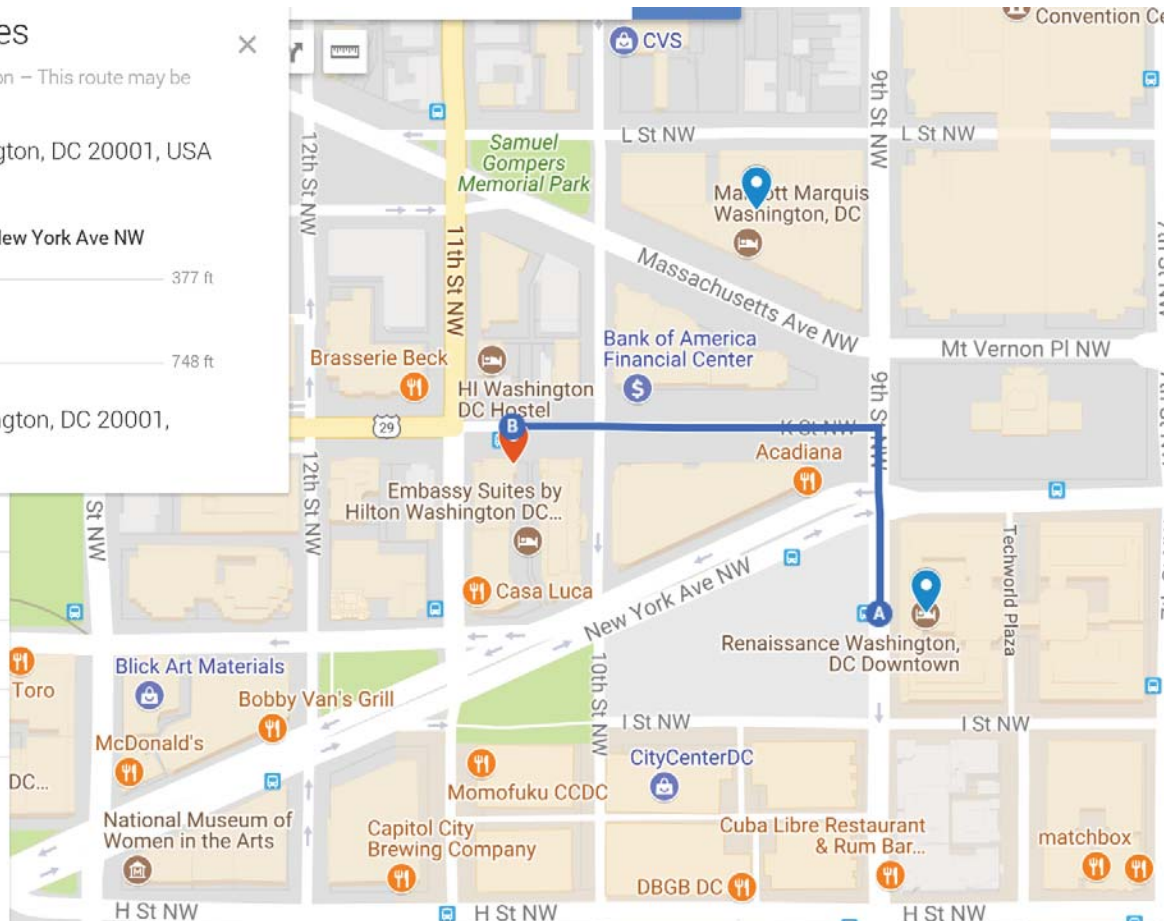 es
on – This route may be
gton, DC 20001, USA
New York Ave NW
377 ft
748 ft
gton, DC 20001,
CVS
Convention Ce
9th St NW
L St NW
L St NW
Samuel
Gompers
Memorial Park
12th St NW
Marriott Marquis
Washington, DC
11th St NW
Massachusetts Ave NW
Bank of America
Financial Center
Mt Vernon Pl NW
Brasserie Beck
HI Washington
DC Hostel
9th St NW
29
B
K St NW
Acadiana
12th St NW
Embassy Suites by
Hilton Washington DC...
St NW
Techworld Plaza
Casa Luca
New York Ave NW
A
Renaissance Washington,
DC Downtown
10th St NW
Toro
Blick Art Materials
Bobby Van's Grill
I St NW
I St NW
McDonald's
CityCenterDC
DC...
Momofuku CCDC
National Museum of
Women in the Arts
Capitol City
Brewing Company
Cuba Libre Restaurant
& Rum Bar...
matchbox
DBGB DC
H St NW
H St NW